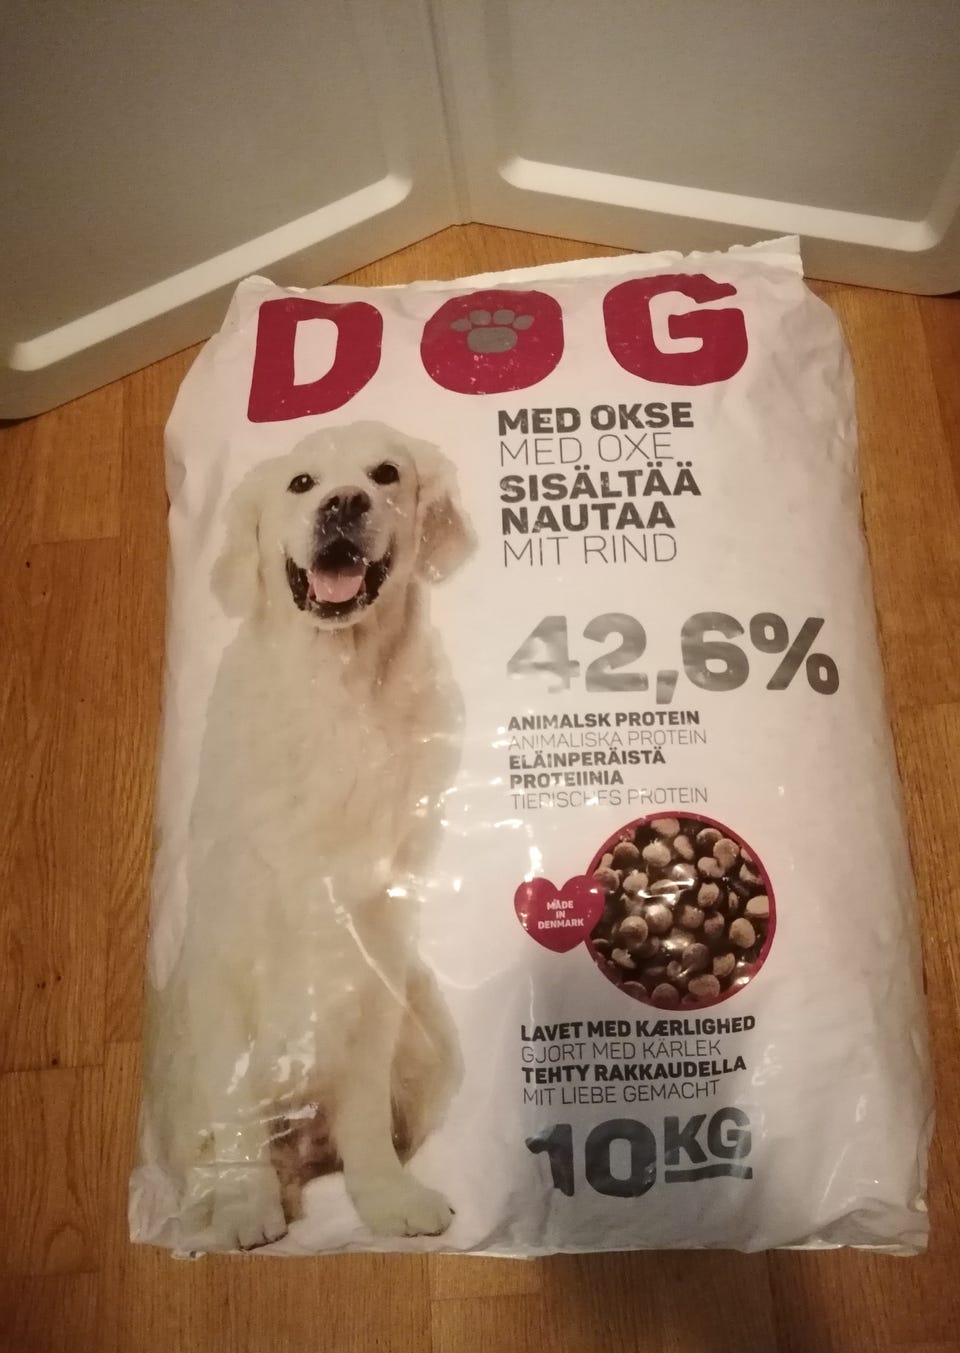 DOG
MED OKSE
MED OXE
SISÄLTÄÄ
NAUTAA
MIT RIND
42,6%
ANIMALSK PROTEIN
ANIMALISKA PROTEIN
ELÄINPERÄISTÄ
PROTEIINIA
TIERISCHES PROTEIN
MADE
IN
DENMARK
LAVET MED KÆRLIGHED
GJORT MED KÄRLEK
TEHTY RAKKAUDELLA
MIT LIEBE GEMACHT
10KG